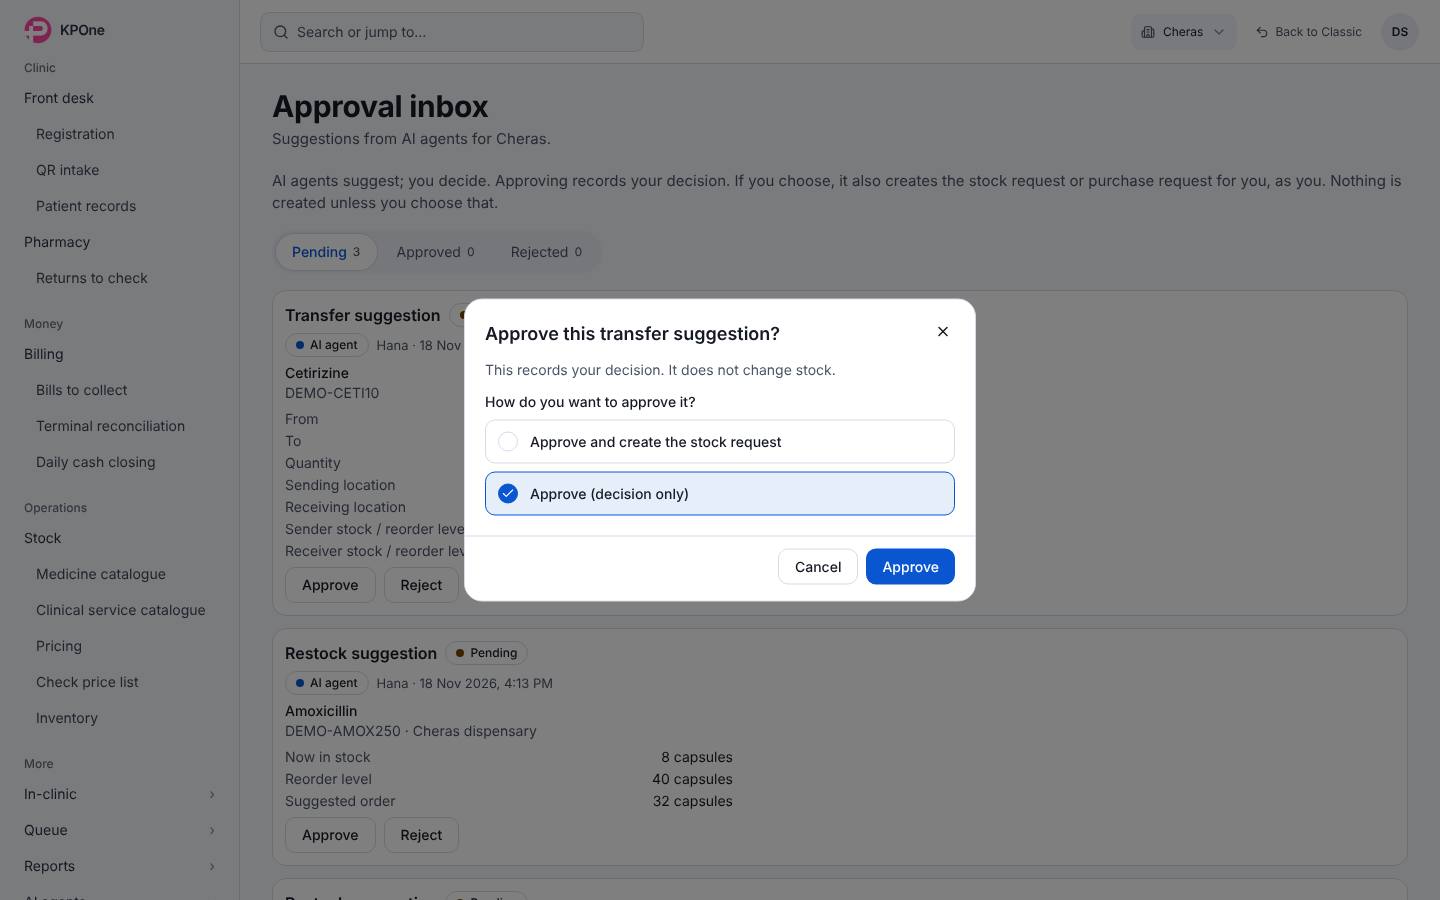 KPOne
Search or jump to...
Cheras
Back to Classic
DS
Clinic
Front desk
Registration
QR intake
Patient records
Pharmacy
Returns to check
Money
Billing
Bills to collect
Terminal reconciliation
Daily cash closing
Operations
Stock
Medicine catalogue
Clinical service catalogue
Pricing
Check price list
Inventory
More
In-clinic
Queue
Reports
Approval inbox
Suggestions from AI agents for Cheras.
AI agents suggest; you decide. Approving records your decision. If you choose, it also creates the stock request or purchase request for you, as you. Nothing is
created unless you choose that.
Pending 3 Approved 0 Rejected 0
Transfer suggestion
AI agent Hana · 18 Nov
Cetirizine
DEMO-CETI10
From
To
Quantity
Sending location
Receiving location
Sender stock / reorder
Receiver stock / reorder
Approve Reject
Approve this transfer suggestion?
This records your decision. It does not change stock.
How do you want to approve it?
Approve and create the stock request
Approve (decision only)
Cancel Approve
Restock suggestion Pending
AI agent Hana · 18 Nov 2026, 4:13 PM
Amoxicillin
DEMO-AMOX250 · Cheras dispensary
Now in stock 8 capsules
Reorder level 40 capsules
Suggested order 32 capsules
Approve Reject